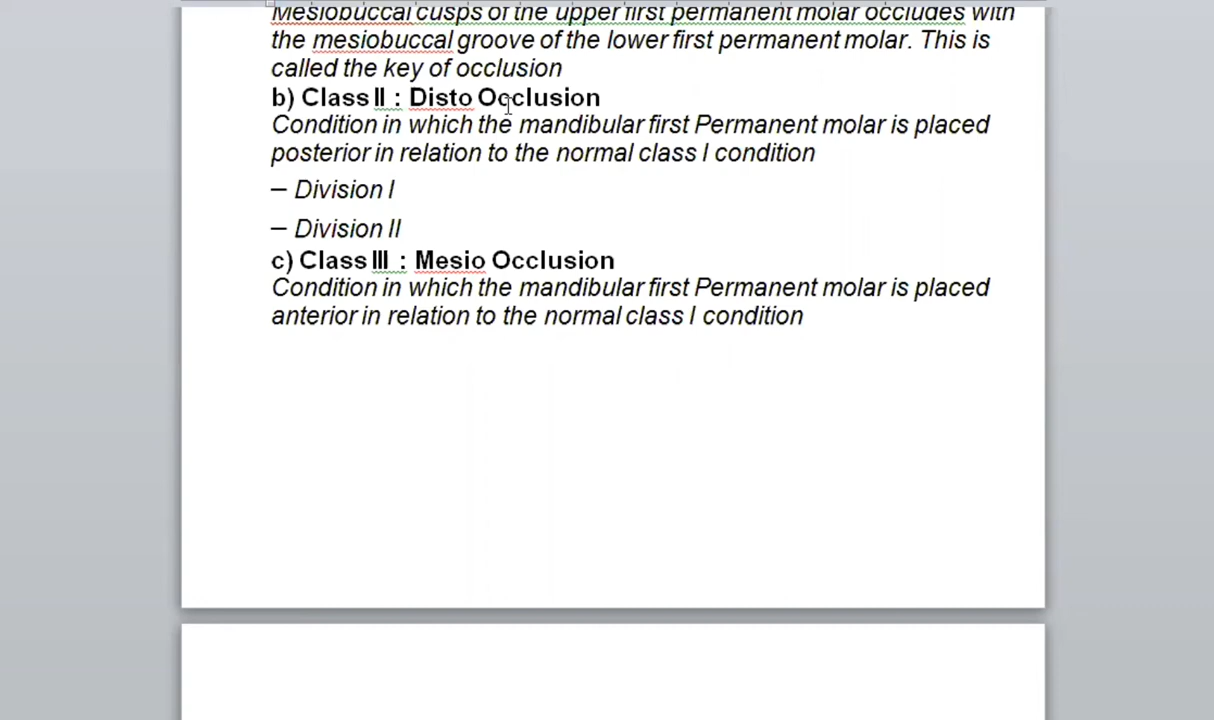 Mesiobuccal cusps of the upper first permanent molar occludes with
the mesiobuccal groove of the lower first permanent molar. This is
called the key of occlusion
b) Class II : Disto Occlusion
Condition in which the mandibular first Permanent molar is placed
posterior in relation to the normal class I condition
– Division I
– Division II
c) Class III : Mesio Occlusion
Condition in which the mandibular first Permanent molar is placed
anterior in relation to the normal class I condition